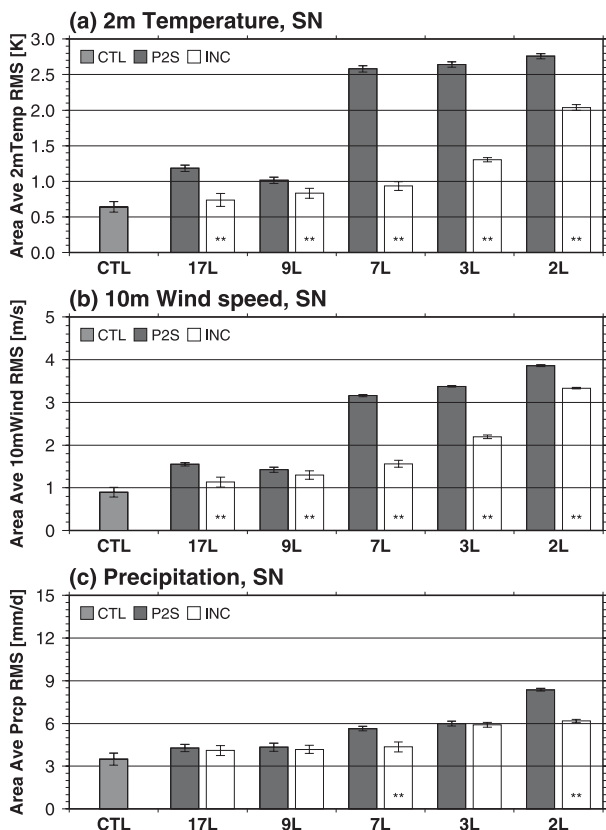 (a) 2m Temperature, SN
Area Ave 2mTemp RMS [K]
3.0
2.5
2.0
1.5
1.0
0.5
0.0
CTL P2S INC
** ** ** ** **
CTL 17L 9L 7L 3L 2L
(b) 10m Wind speed, SN
Area Ave 10mWind RMS [m/s]
5
4
3
2
1
0
CTL P2S INC
** ** ** ** **
CTL 17L 9L 7L 3L 2L
(c) Precipitation, SN
Area Ave Prcp RMS [mm/d]
15
12
9
6
3
0
CTL P2S INC
** **
CTL 17L 9L 7L 3L 2L